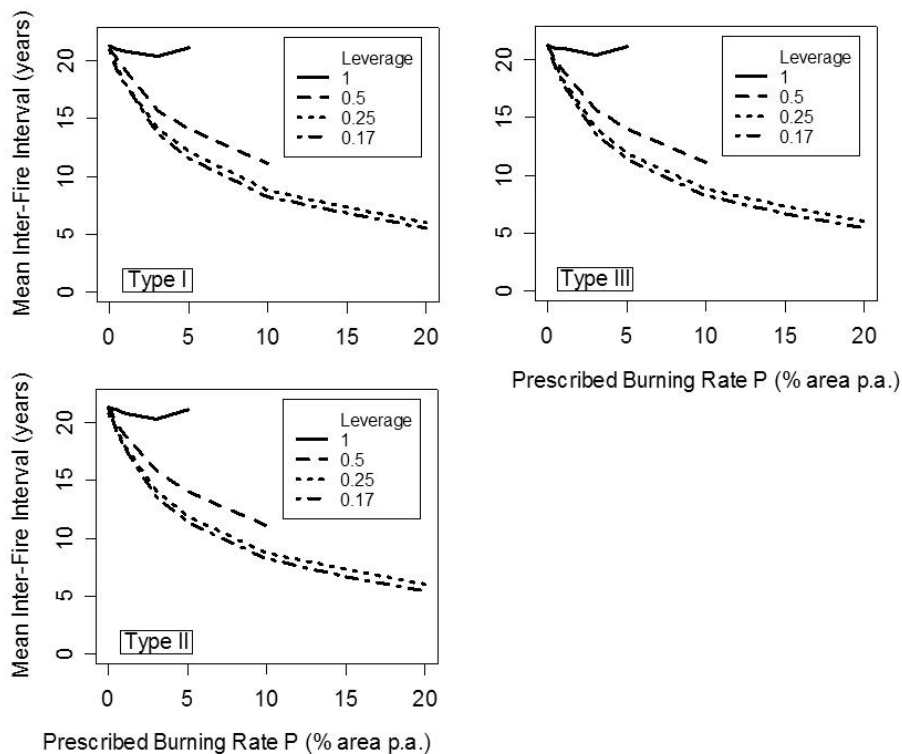 Mean Inter-Fire Interval (years)
20
15
10
5
0
Leverage
1
0.5
0.25
0.17
Type I
0 5 10 15 20
20
15
10
5
0
Leverage
1
0.5
0.25
0.17
Type III
0 5 10 15 20
Prescribed Burning Rate P (% area p.a.)
Mean Inter-Fire Interval (years)
20
15
10
5
0
Leverage
1
0.5
0.25
0.17
Type II
0 5 10 15 20
Prescribed Burning Rate P (% area p.a.)